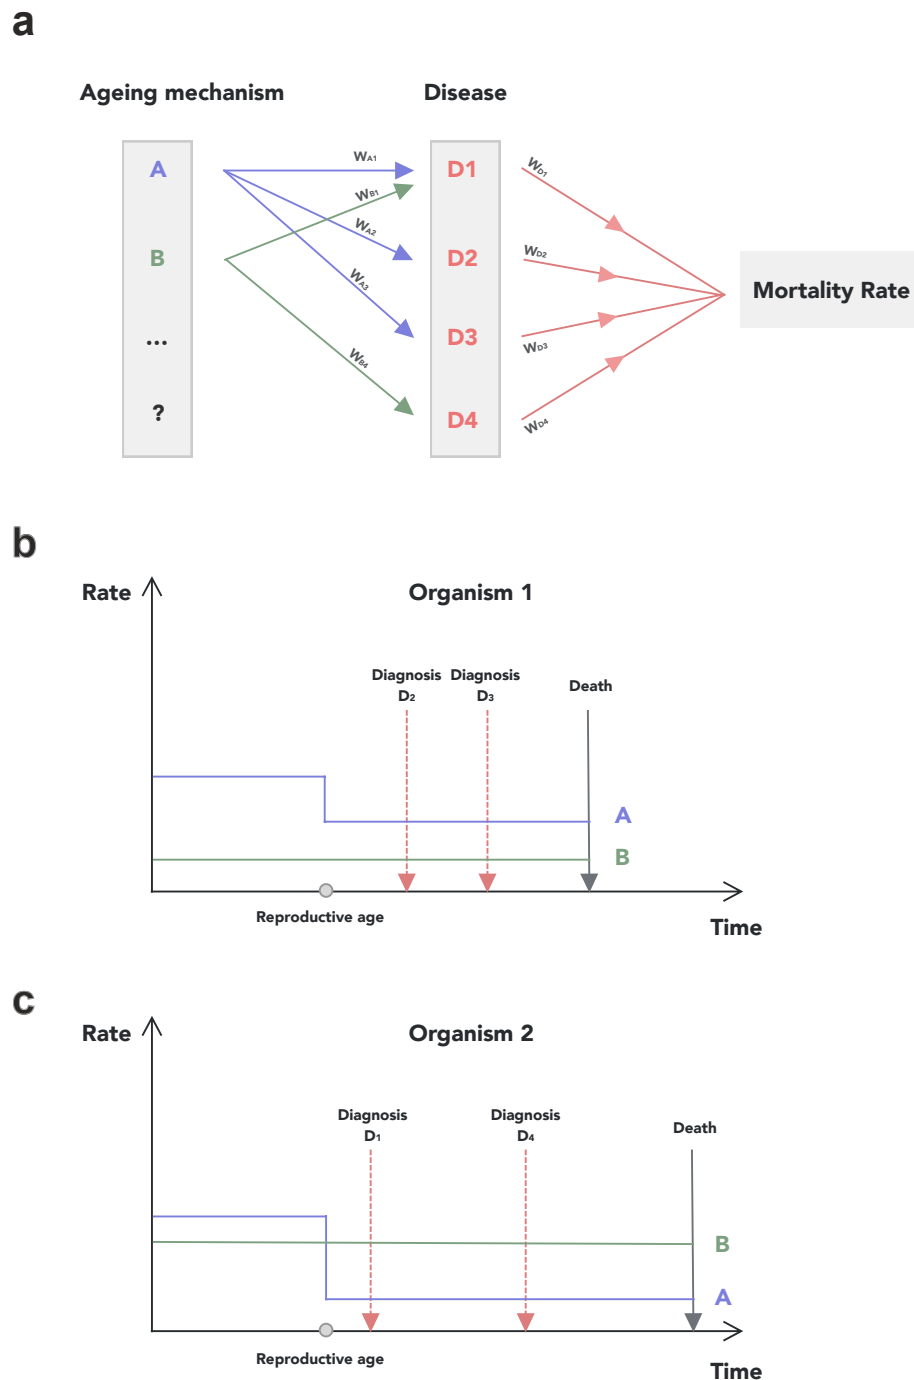 a
Ageing mechanism
Disease
A
B
...
?
WA1
WB1
WA2
WA3
WB4
D1
D2
D3
D4
WD1
WD2
WD3
WD4
Mortality Rate
b
Rate
Organism 1
Diagnosis
D2
Diagnosis
D3
Death
A
B
Reproductive age
Time
c
Rate
Organism 2
Diagnosis
D1
Diagnosis
D4
Death
B
A
Reproductive age
Time